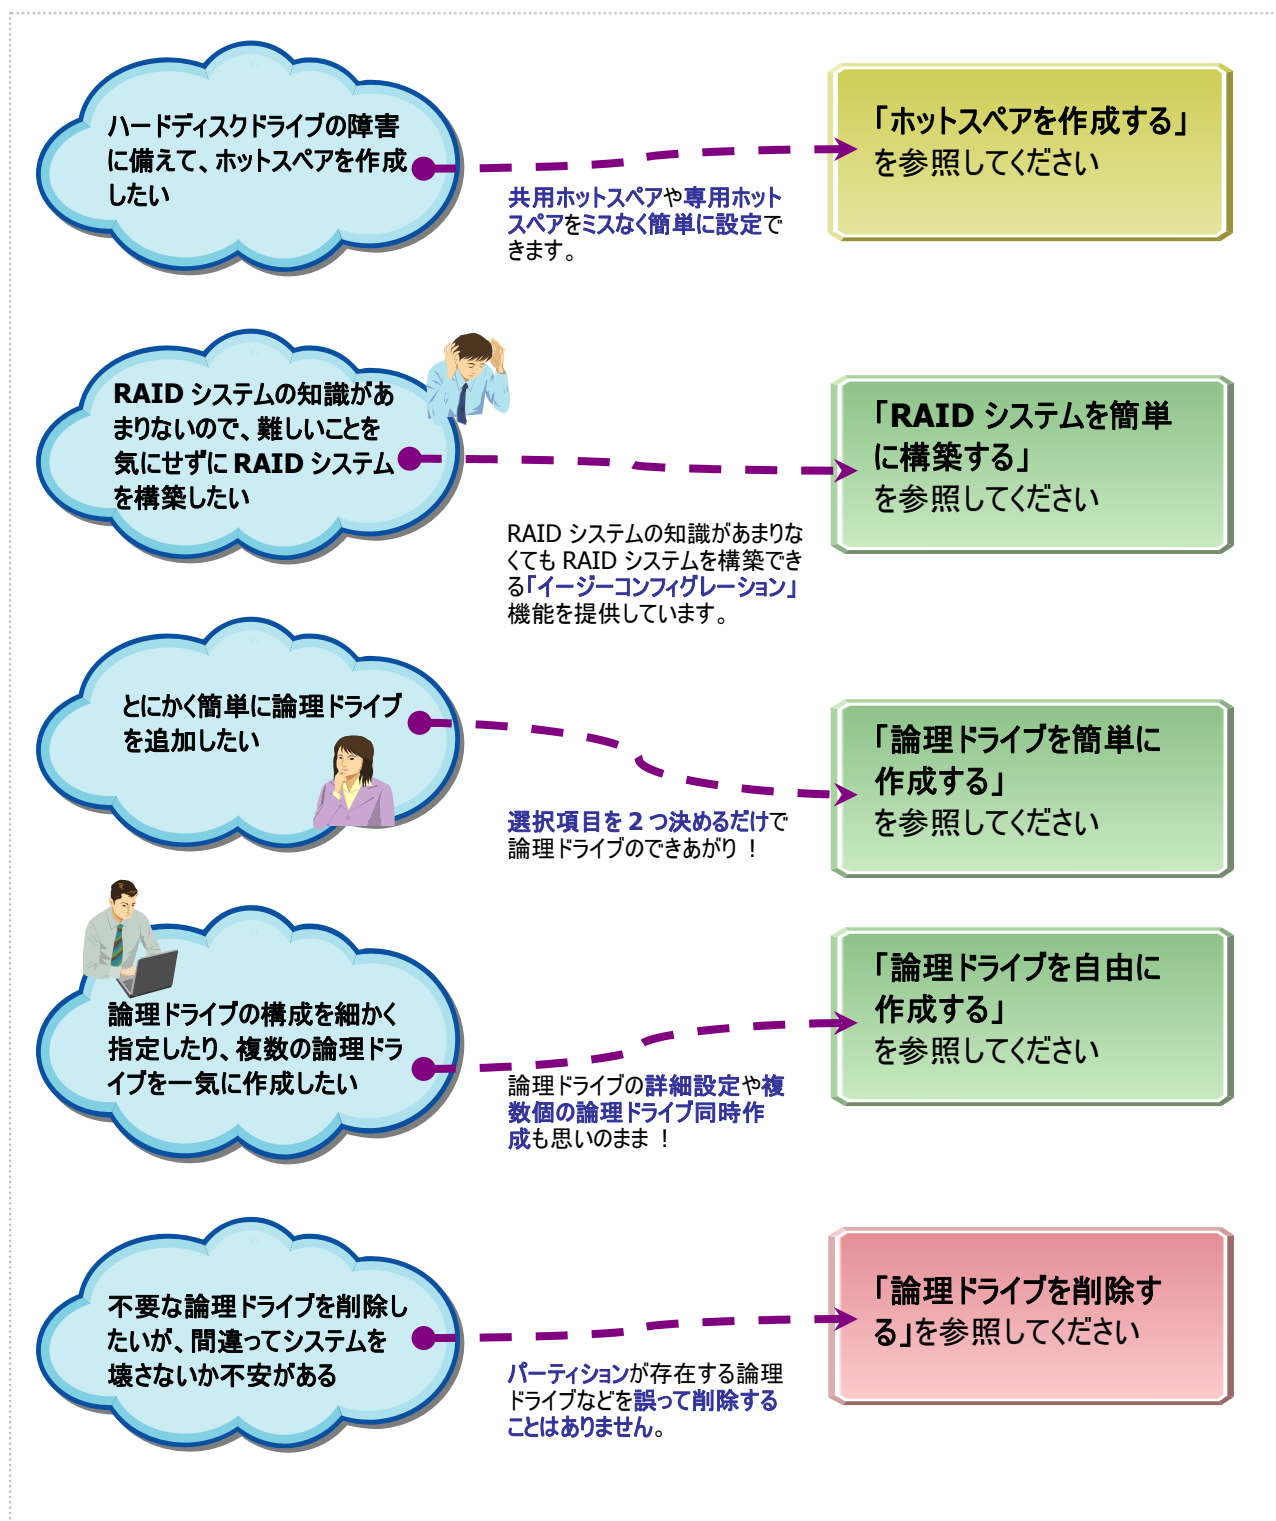 ハードディスクドライブの障害
に備えて、ホットスペアを作成
したい
「ホットスペアを作成する」
を参照してください
共用ホットスペアや専用ホット
スペアをミスなく簡単に設定で
きます。
RAID システムの知識があ
まりないので、難しいことを
気にせずに RAID システム
を構築したい
「RAID システムを簡単
に構築する」
を参照してください
RAID システムの知識があまりな
くても RAID システムを構築でき
る「イージーコンフィグレーション」
機能を提供しています。
とにかく簡単に論理ドライブ
を追加したい
「論理ドライブを簡単に
作成する」
を参照してください
選択項目を 2 つ決めるだけで
論理ドライブのできあがり！
論理ドライブの構成を細かく
指定したり、複数の論理ドラ
イブを一気に作成したい
「論理ドライブを自由に
作成する」
を参照してください
論理ドライブの詳細設定や複
数個の論理ドライブ同時作
成も思いのまま！
不要な論理ドライブを削除し
たいが、間違ってシステムを
壊さないか不安がある
「論理ドライブを削除す
る」を参照してください
パーティションが存在する論理
ドライブなどを誤って削除する
ことはありません。